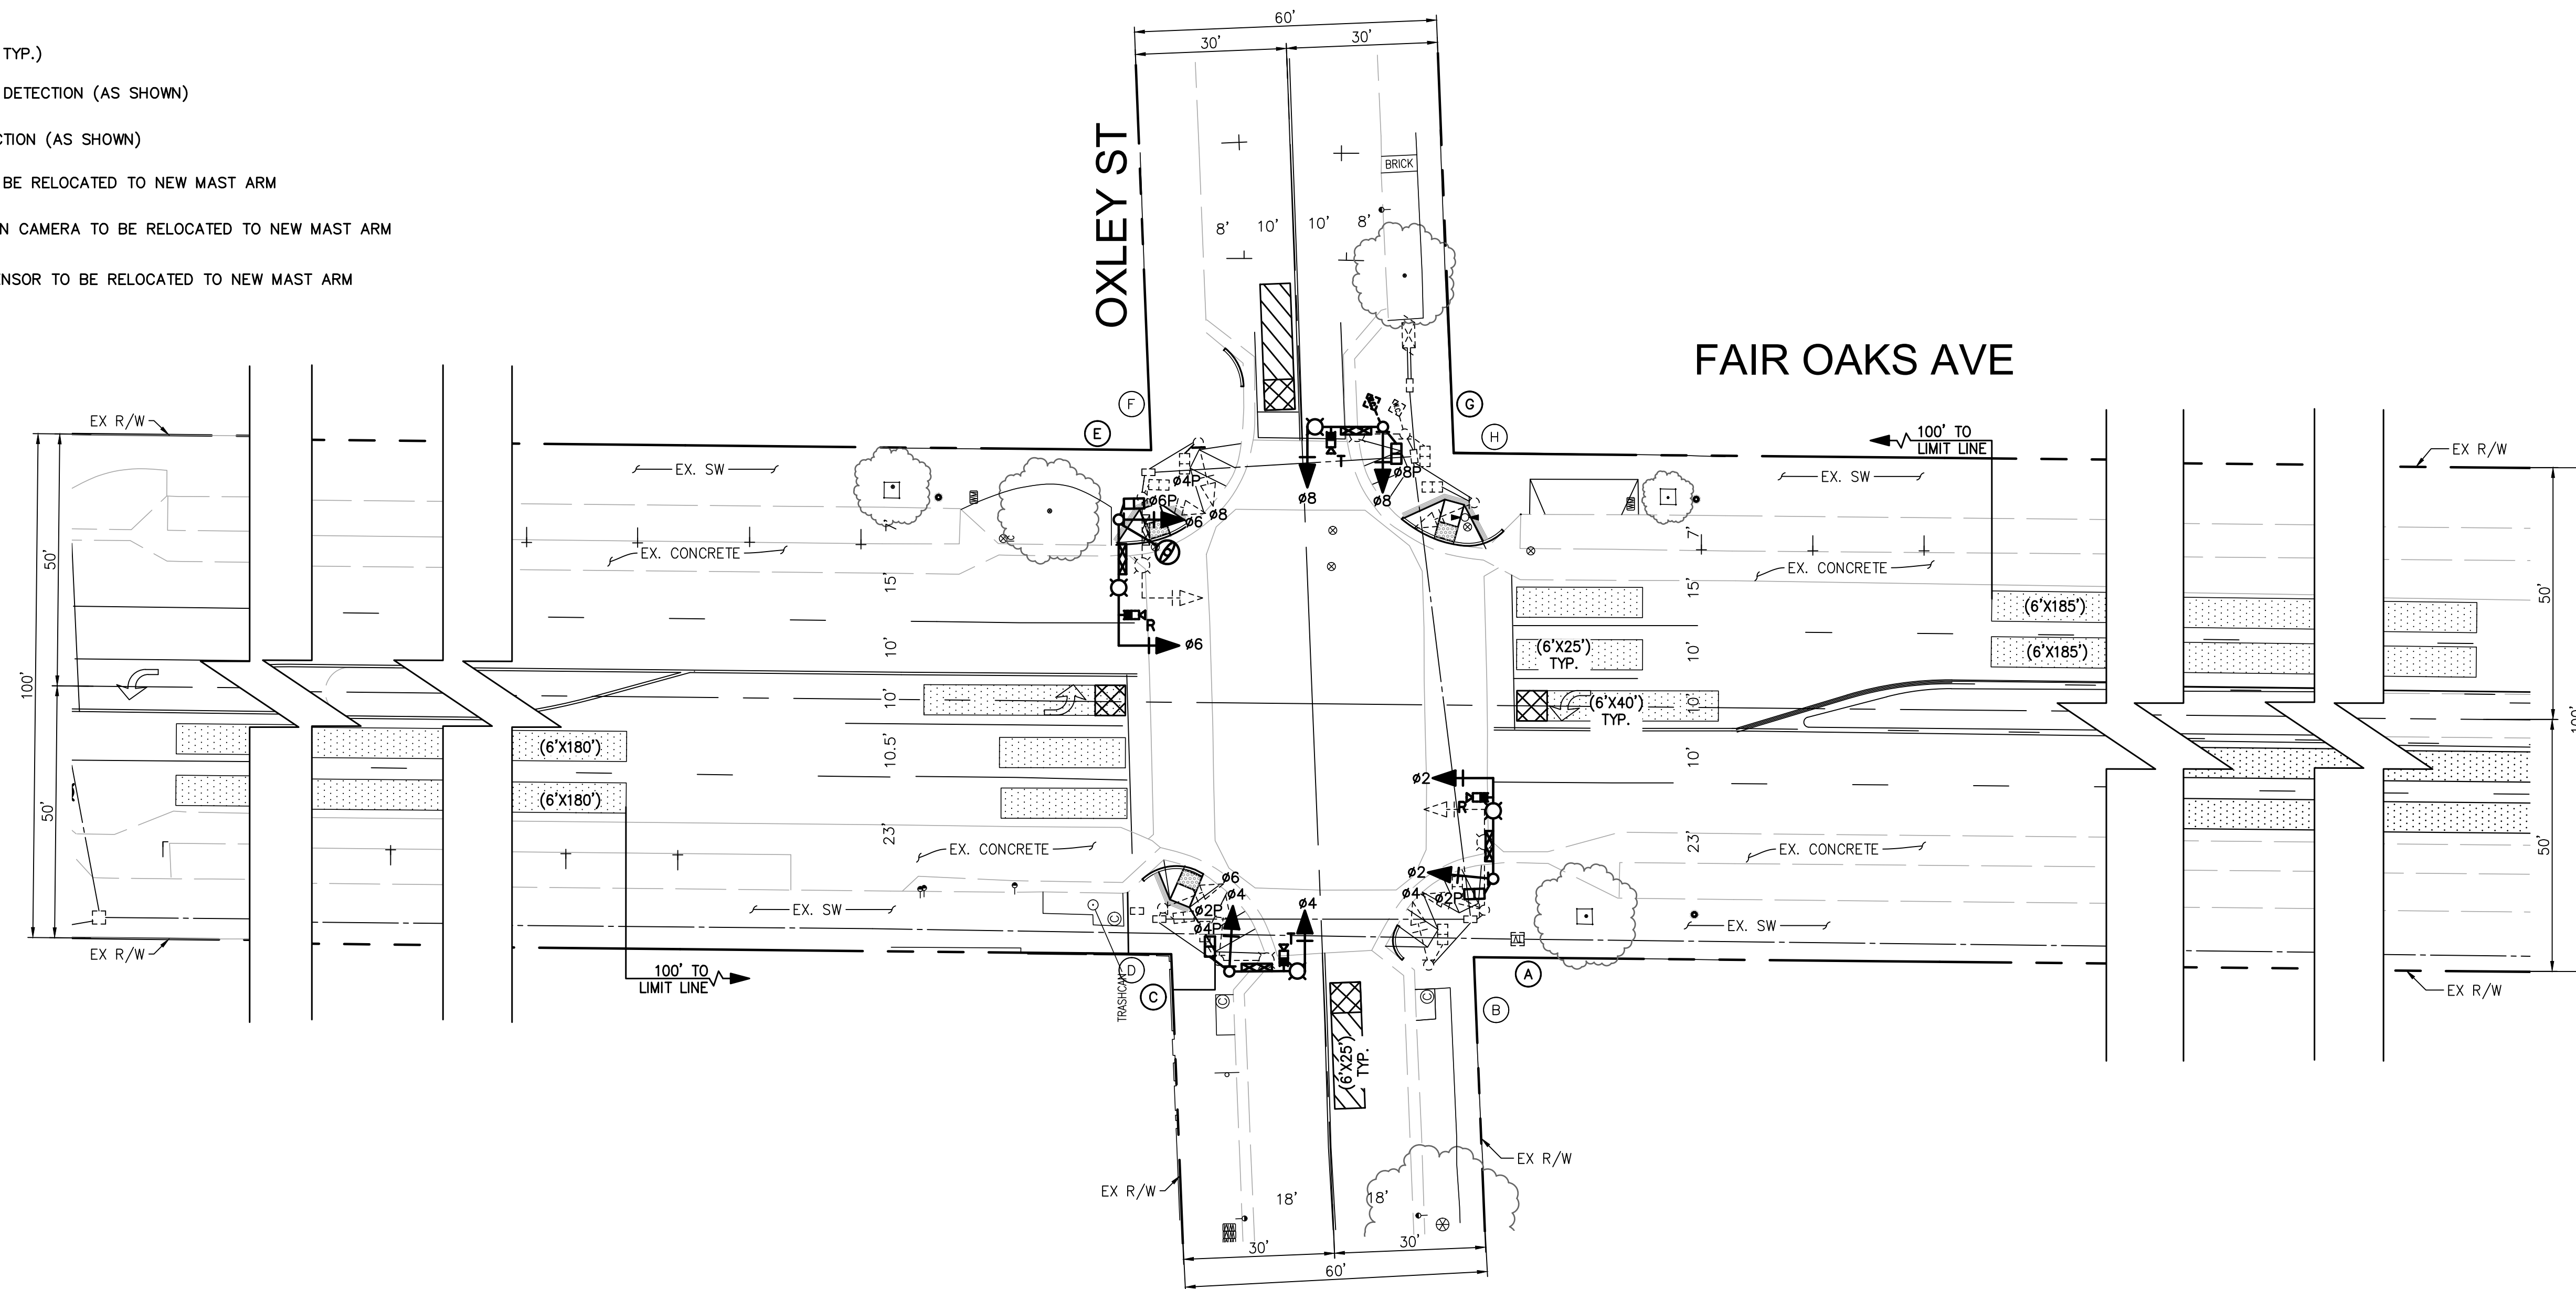 TYP.)
DETECTION (AS SHOWN)
CTION (AS SHOWN)
BE RELOCATED TO NEW MAST ARM
N CAMERA TO BE RELOCATED TO NEW MAST ARM
ENSOR TO BE RELOCATED TO NEW MAST ARM
60'
30'
30'
OXLEY ST
BRICK
8'
10'
10'
8'
FAIR OAKS AVE
EX R/W
F
E
G
H
100' TO
LIMIT LINE
EX R/W
EX. SW
EX. SW
WM
WM
ø4P
ø6P
ø8
ø6
ø8
T
ø8
ø8P
7'
7'
50'
EX. CONCRETE
EX. CONCRETE
15'
15'
50'
(6'X185')
R
ø6
10'
(6'X25')
TYP.
10'
(6'X185')
100'
10'
(6'X40')
TYP.
10'
100'
(6'X180')
10.5'
10'
ø2
(6'X180')
R
50'
23'
23'
50'
EX. CONCRETE
EX. CONCRETE
ø6
ø4
ø2
ø2P
ø4P
ø4
T
ø4
ø2P
EX. SW
EX. SW
EX R/W
100' TO
LIMIT LINE
TRASHCAN
D
C
A
B
EX R/W
(6'X25')
TYP.
EX R/W
EX R/W
18'
18'
30'
30'
60'